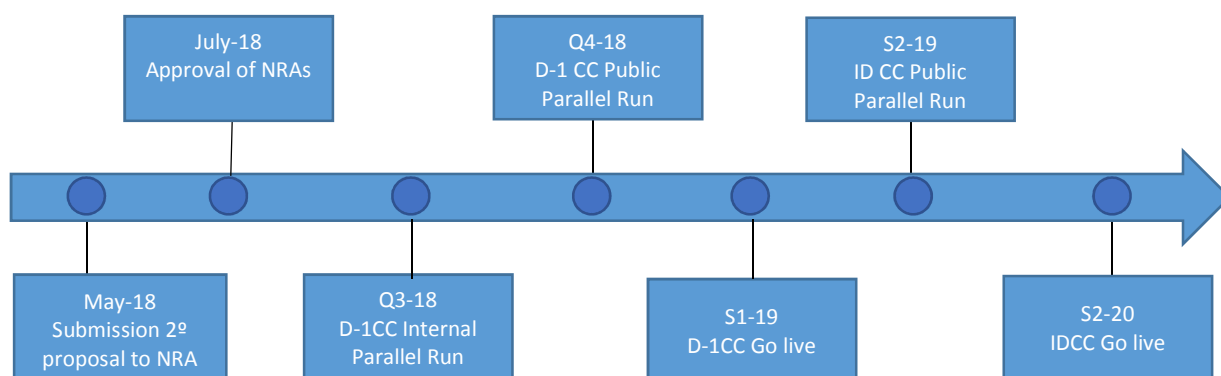 July-18
Approval of NRAs
Q4-18
D-1 CC Public
Parallel Run
S2-19
ID CC Public
Parallel Run
May-18
Submission 2º
proposal to NRA
Q3-18
D-1CC Internal
Parallel Run
S1-19
D-1CC Go live
S2-20
IDCC Go live